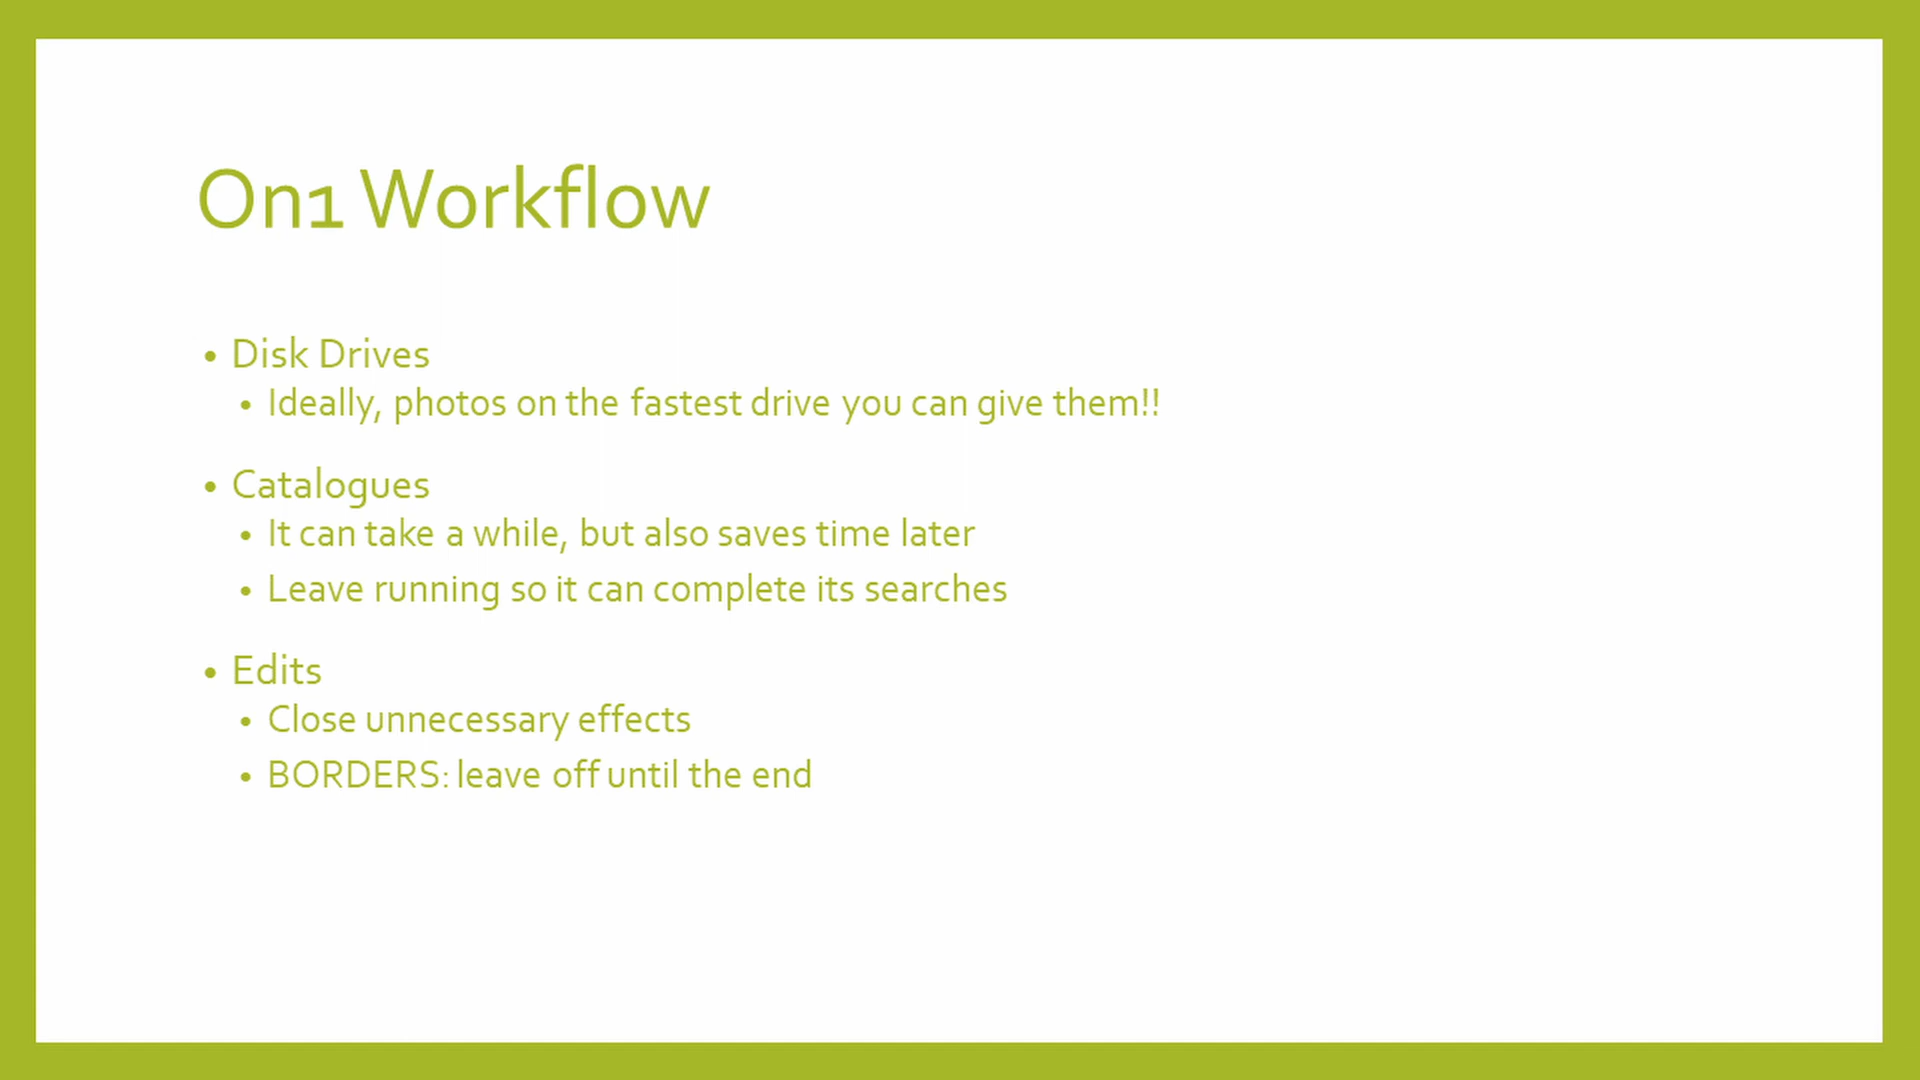 On1 Workflow
• Disk Drives
• Ideally, photos on the fastest drive you can give them!!
• Catalogues
• It can take a while, but also saves time later
• Leave running so it can complete its searches
• Edits
• Close unnecessary effects
• BORDERS: leave off until the end